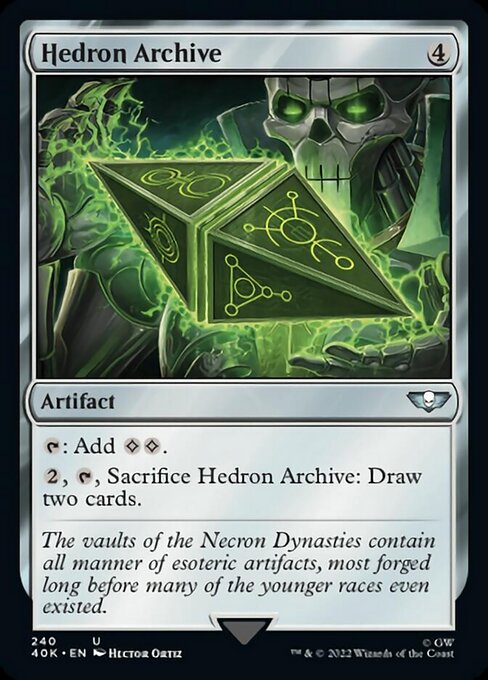 Hedron Archive 4
Artifact
: Add .
2, , Sacrifice Hedron Archive: Draw
two cards.
The vaults of the Necron Dynasties contain
all manner of esoteric artifacts, most forged
long before many of the younger races even
existed.
240 U
40K • EN Hector Ortiz
© GW
™ & © 2022 Wizards of the Coast